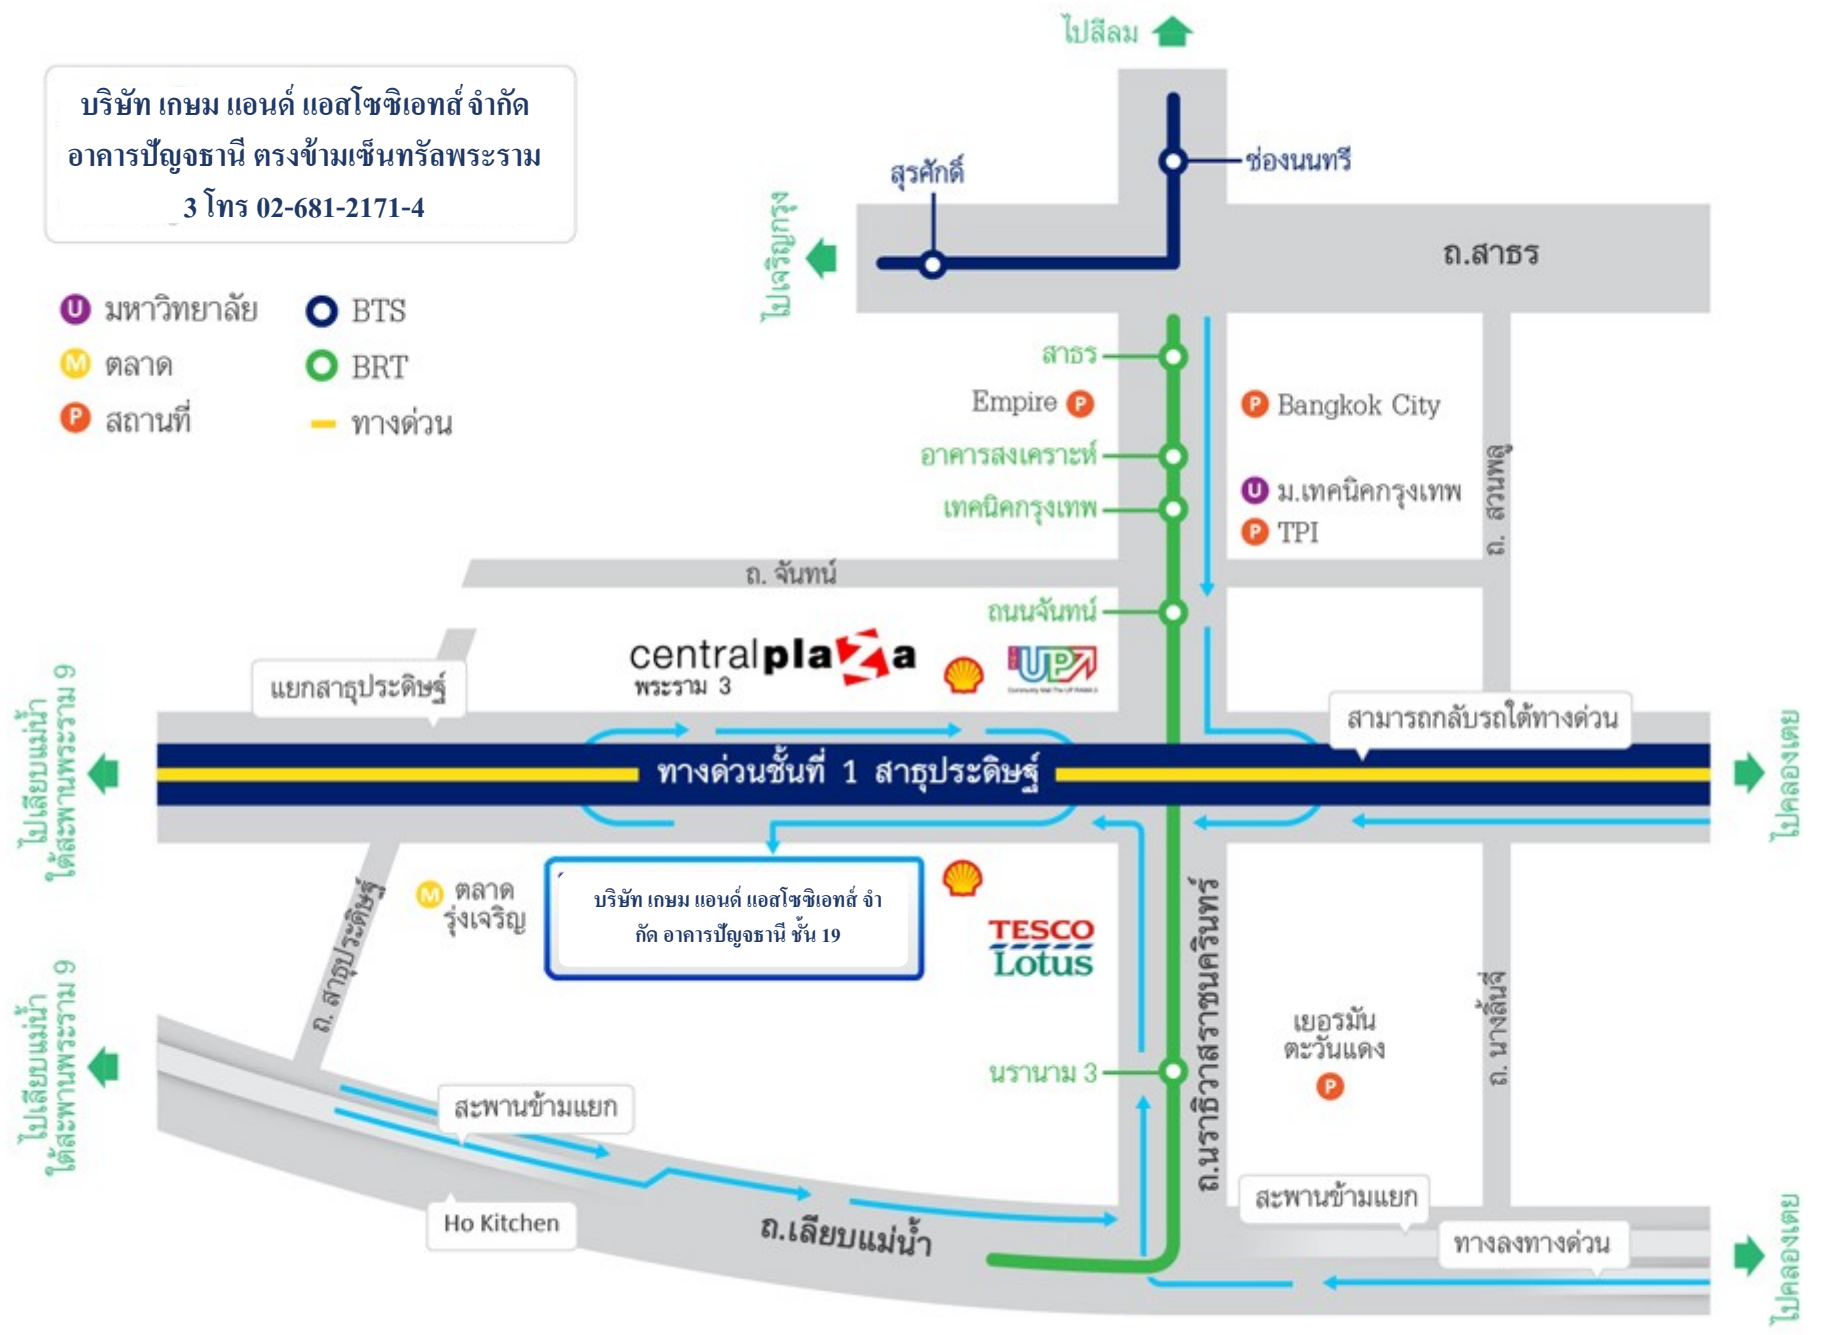 ไปสีลม
บริษัท เกษม แอนด์ แอสโซซิเอทส์ จำกัด
อาคารปัญจธานี ตรงข้ามเซ็นทรัลพระราม
3 โทร 02-681-2171-4
สุรศักดิ์
ช่องนนทรี
ไปเจริญกรุง
ถ.สาธร
U มหาวิทยาลัย
BTS
M ตลาด
BRT
P สถานที่
ทางด่วน
สาธร
Empire P
P Bangkok City
อาคารสงเคราะห์
ถ. สวนพลู
เทคนิคกรุงเทพ
U ม.เทคนิคกรุงเทพ
P TPI
ถ. จันทน์
ถนนจันทน์
centralplaza
พระราม 3
UP
แยกสาธุประดิษฐ์
สามารถกลับรถใต้ทางด่วน
ไปเลียบแม่น้ำ
ใต้สะพานพระราม 9
ทางด่วนชั้นที่ 1 สาธุประดิษฐ์
ไปคลองเตย
ถ. สาธุประดิษฐ์
M ตลาด
รุ่งเจริญ
บริษัท เกษม แอนด์ แอสโซซิเอทส์ จำ
กัด อาคารปัญจธานี ชั้น 19
TESCO
Lotus
ถ.นราธิวาสราชนครินทร์
ถ. นางลิ้นจี่
เยอรมัน
ตะวันแดง
P
นรานาม 3
ไปเลียบแม่น้ำ
ใต้สะพานพระราม 9
สะพานข้ามแยก
Ho Kitchen
ถ.เลียบแม่น้ำ
สะพานข้ามแยก
ทางลงทางด่วน
ไปคลองเตย